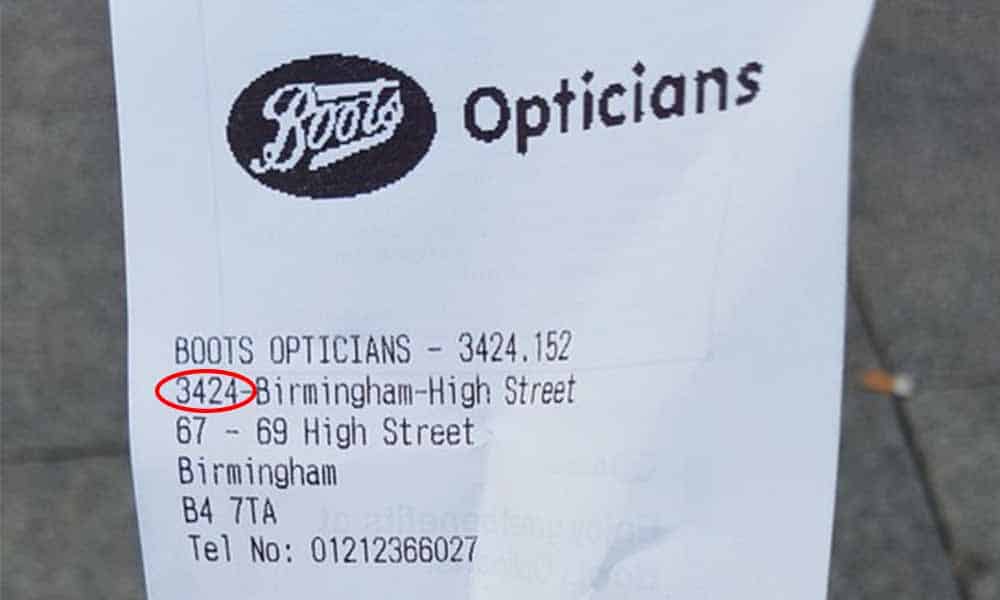 Boots Opticians
BOOTS OPTICIANS - 3424.152
3424-Birmingham-High Street
67 - 69 High Street
Birmingham
B4 7TA
Tel No: 01212366027